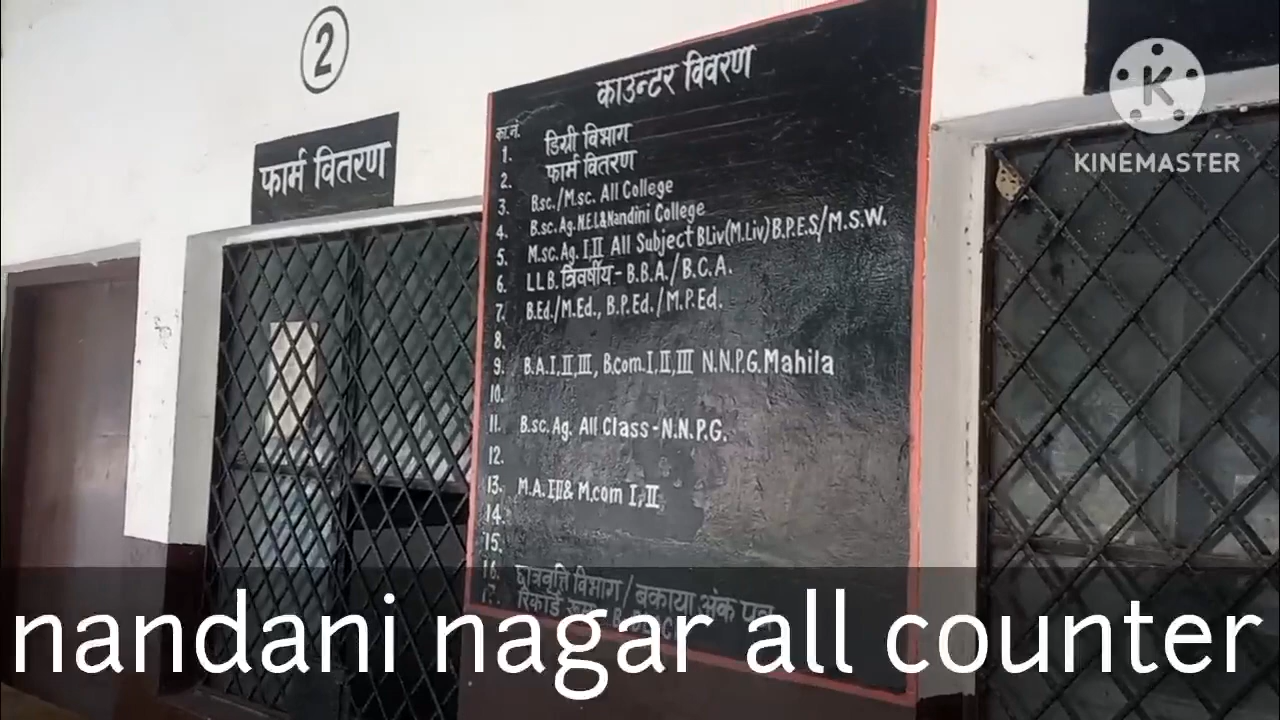 2
फार्म वितरण
काउन्टर विवरण
का.नं.
1. डिग्री विभाग
2. फार्म वितरण
3. B.sc./M.sc. All College
4. B.sc.Ag.N.E.I.&Nandini College
5. M.sc.Ag. I,II All Subject BLiv(M.Liv)B.P.E.S/M.S.W.
6. LLB. त्रिवर्षीय- B.B.A./B.C.A.
7. B.Ed./M.Ed., B.P.Ed./M.P.Ed.
8.
9. B.A.I,II,III, B.com.I,II,III N.N.P.G.Mahila
10.
11. B.sc.Ag. All Class-N.N.P.G.
12.
13. M.A. I,II & M.com I,II
14.
15.
16. छात्रवृत्ति विभाग/बकाया अंक पत्र
17. रिकॉर्ड रूम
K
KINEMASTER
nandani nagar all counter